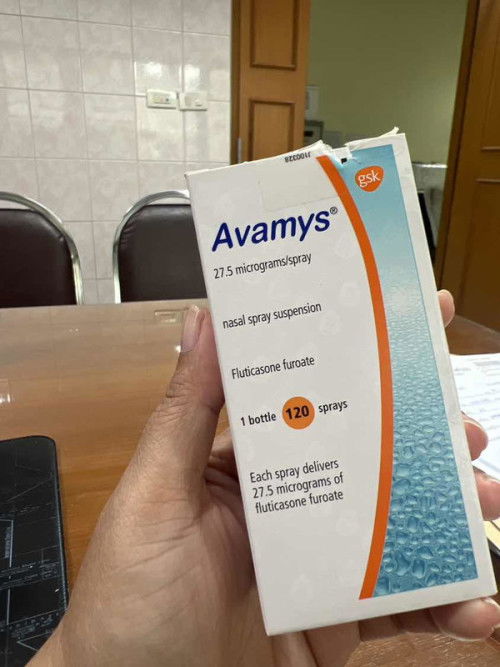 J100328
gsk
Avamys®
27.5 micrograms/spray
nasal spray suspension
Fluticasone furoate
1 bottle 120 sprays
Each spray delivers
27.5 micrograms of
fluticasone furoate